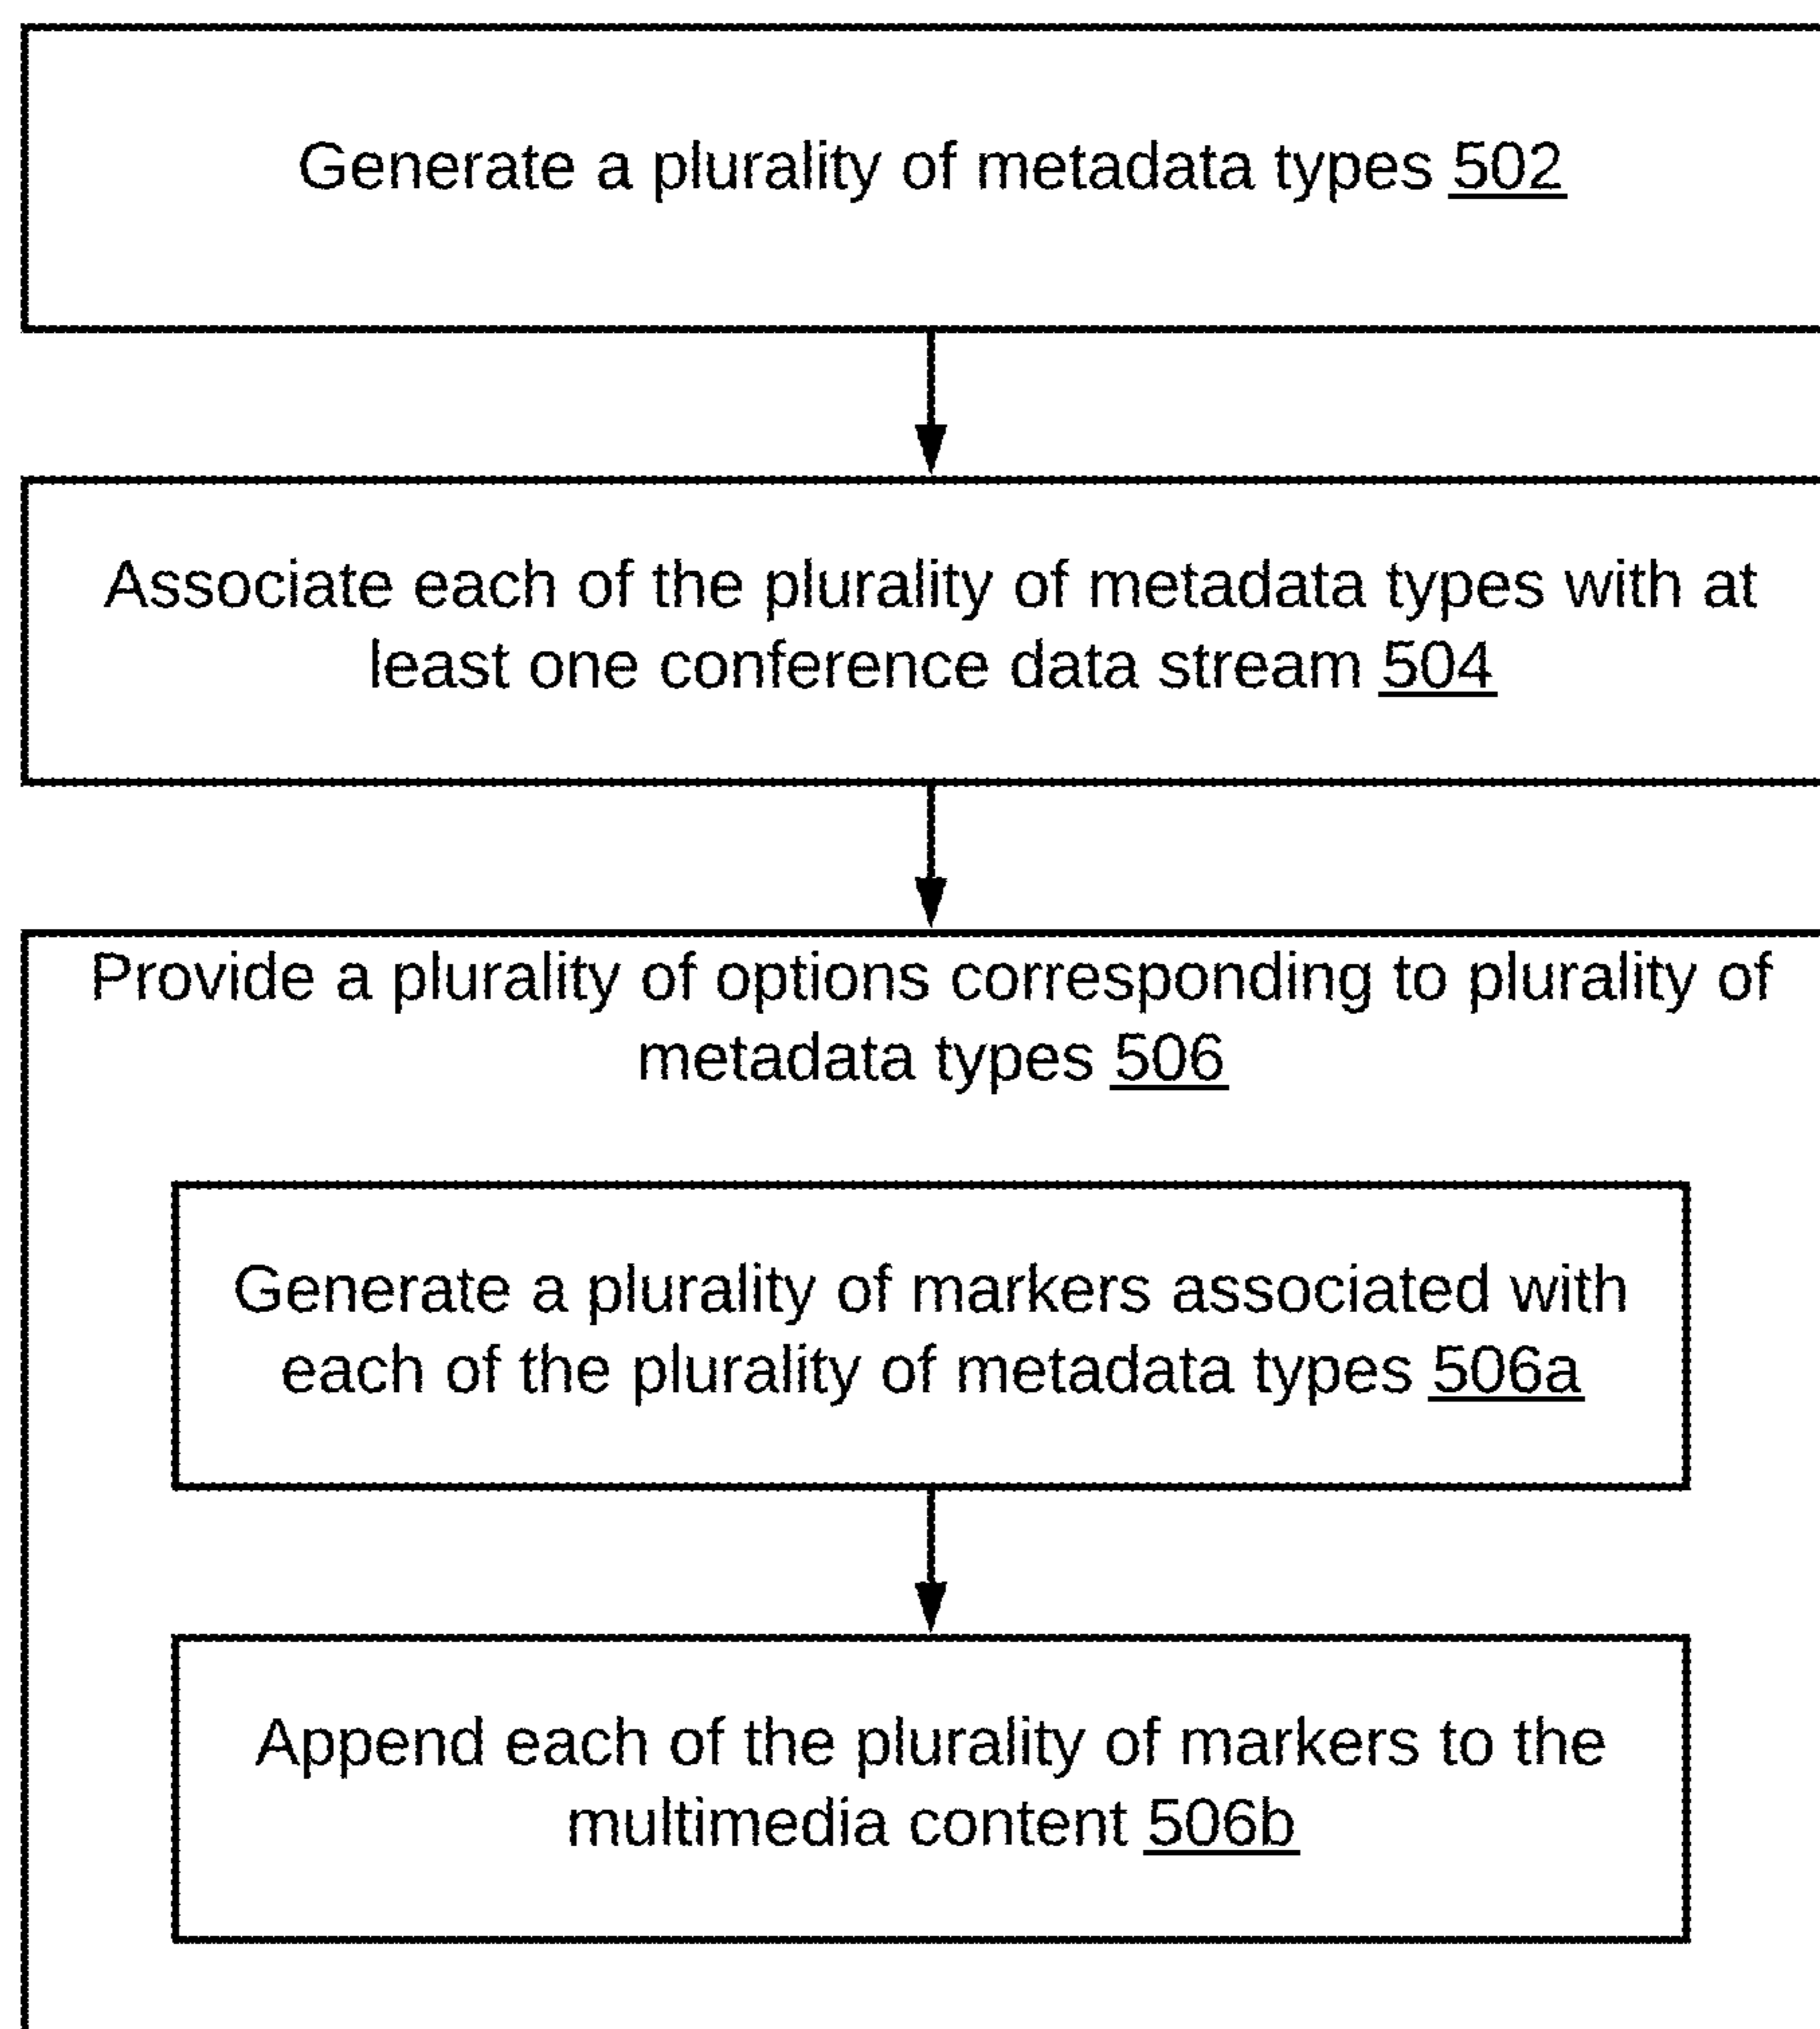 Generate a plurality of metadata types 502
Associate each of the plurality of metadata types with at
least one conference data stream 504
Provide a plurality of options corresponding to plurality of
metadata types 506
Generate a plurality of markers associated with
each of the plurality of metadata types 506a
Append each of the plurality of markers to the
multimedia content 506b